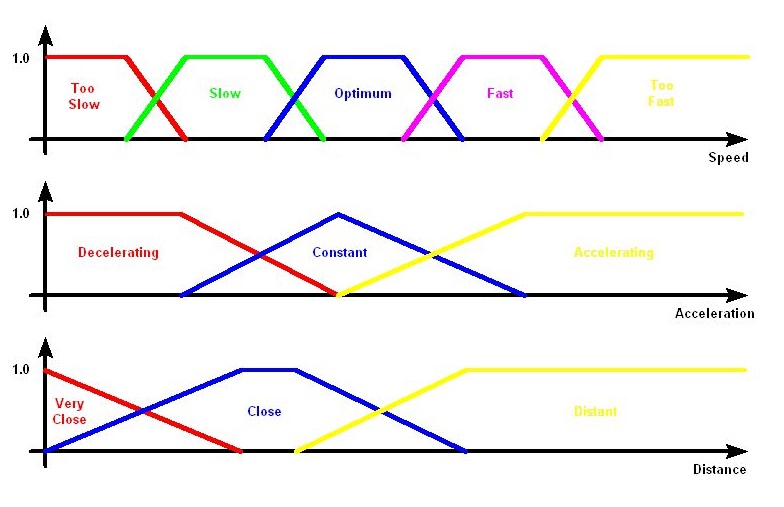 1.0
Too
Slow
Slow
Optimum
Fast
Too
Fast
Speed
1.0
Decelerating
Constant
Accelerating
Acceleration
1.0
Very
Close
Close
Distant
Distance